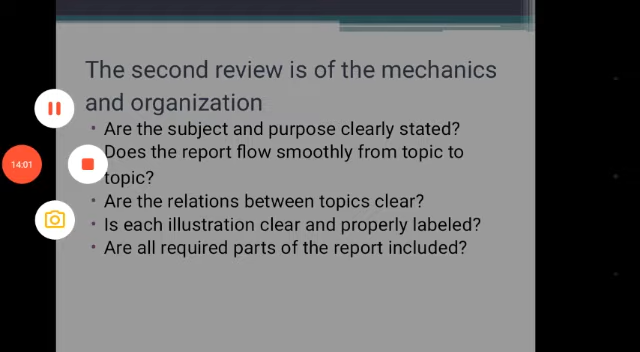 The second review is of the mechanics
and organization
• Are the subject and purpose clearly stated?
Does the report flow smoothly from topic to
topic?
• Are the relations between topics clear?
• Is each illustration clear and properly labeled?
• Are all required parts of the report included?
14:01